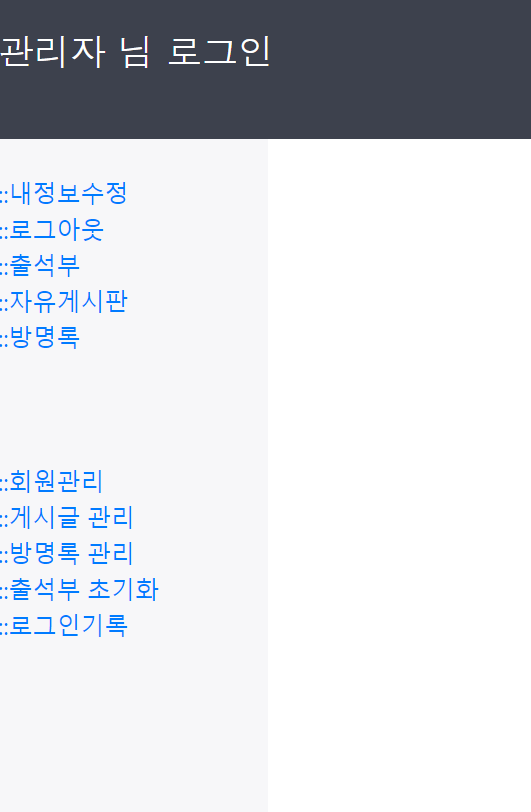 관리자 님 로그인
::내정보수정
::로그아웃
::출석부
::자유게시판
::방명록
::회원관리
::게시글 관리
::방명록 관리
::출석부 초기화
::로그인기록